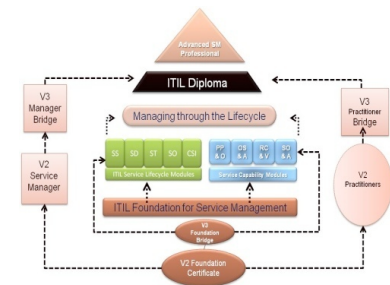 Advanced SM
Professional
ITIL Diploma
Managing through the Lifecycle
V3
Manager
Bridge
V3
Practitioner
Bridge
SS
SD
ST
SO
CSI
PP
& O
OS
& A
RC
& V
SO
& A
ITIL Service Lifecycle Modules
Service Capability Modules
V2
Service
Manager
V2
Practitioners
ITIL Foundation for Service Management
V3
Foundation
Bridge
V2 Foundation
Certificate